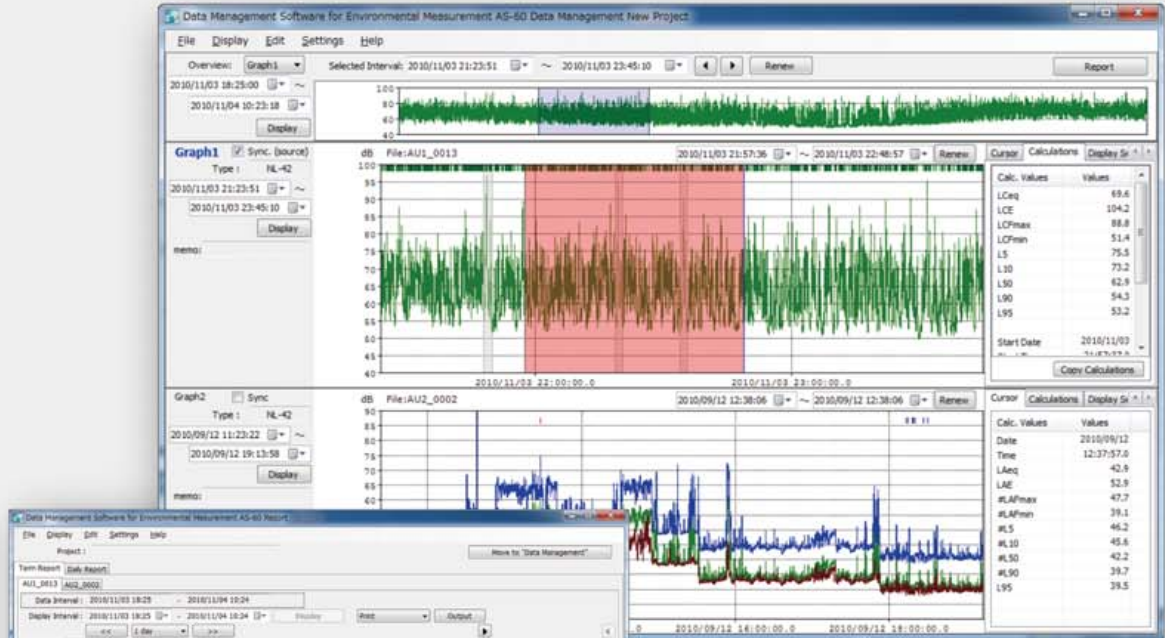 Data Management Software for Environmental Measurement AS-60 Data Management New Project
File Display Edit Settings Help
Overview: Graph1 Selected Interval: 2010/11/03 21:23:51 ~ 2010/11/03 23:45:10 Renew Report
2010/11/03 18:25:00 ~
2010/11/04 10:23:18
Display
100
80
60
40
Graph1 Sync. (source) dB File:AU1_0013 2010/11/03 21:57:36 ~ 2010/11/03 22:48:57 Renew Cursor Calculations
Type : NL-42
2010/11/03 21:23:51 ~
2010/11/03 23:45:10
Display
memo:
100
95
90
85
80
75
70
65
60
55
50
45
40
2010/11/03 22:00:00.0 2010/11/03 23:00:00.0
Calc. Values Values
LCeq 69.6
LCE 104.2
LCFmax 88.8
LCFmin 51.4
L5 75.5
L10 73.2
L50 62.9
L90 54.3
L95 53.2
Start Date 2010/11/03
Copy Calculations
Graph2 Sync dB File:AU2_0002 2010/09/12 12:38:06 ~ 2010/09/12 12:38:06 Renew Cursor Calculations
Type : NL-42
2010/09/12 11:23:22 ~
2010/09/12 19:13:58
Display
memo:
90
85
80
75
70
65
60
Calc. Values Values
Date 2010/09/12
Time 12:37:57.0
LAeq 42.9
LAE 52.9
#LAFmax 47.7
#LAFmin 39.1
#L5 46.2
#L10 45.6
#L50 42.2
#L90 39.7
L95 39.5
2010/09/12 16:00:00.0 2010/09/12 18:00:00.0
Data Management Software for Environmental Mesurement AS-60 Report
File Display Edit Settings Help
Project : Move to "Data Management"
Term Report Daily Report
AU1_0013 AU2_0002
Data Interval : 2010/11/03 18:25 - 2010/11/04 10:24
Display Interval : 2010/11/03 18:25 - 2010/11/04 10:24 Display Print Output
<< 1 day >>